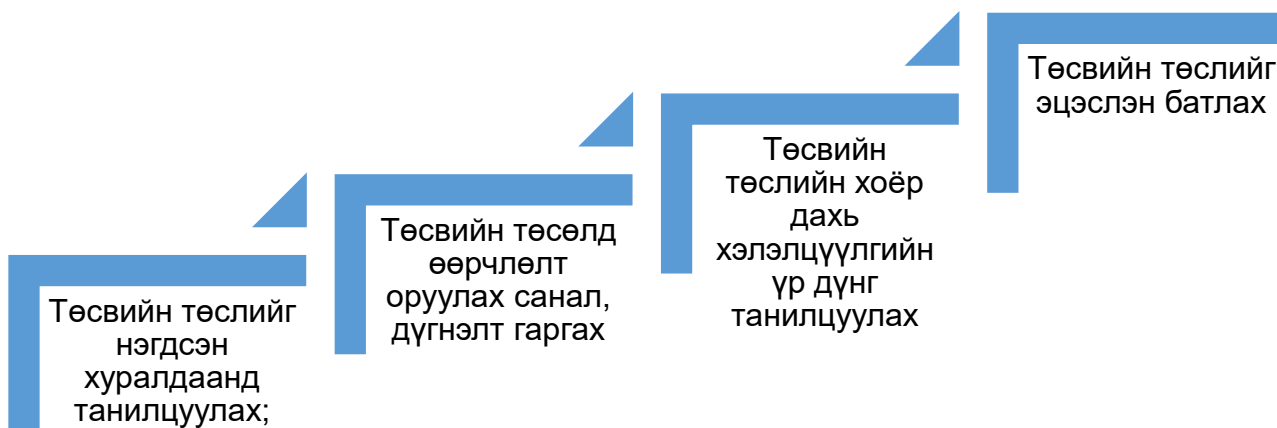 Төсвийн төслийг
нэгдсэн
хуралдаанд
танилцуулах;
Төсвийн төсөлд
өөрчлөлт
оруулах санал,
дүгнэлт гаргах
Төсвийн
төслийн хоёр
дахь
хэлэлцүүлгийн
үр дүнг
танилцуулах
Төсвийн төслийг
эцэслэн батлах